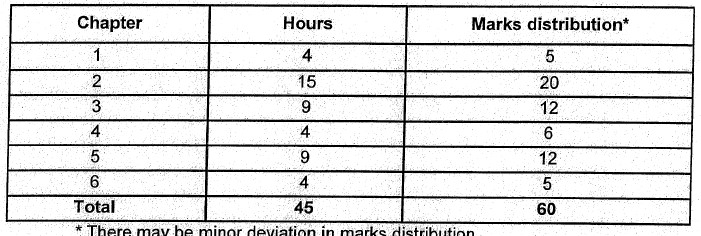 Chapter Hours Marks distribution*
1 4 5
2 15 20
3 9 12
4 4 6
5 9 12
6 4 5
Total 45 60
* There may be minor deviation in marks distribution.